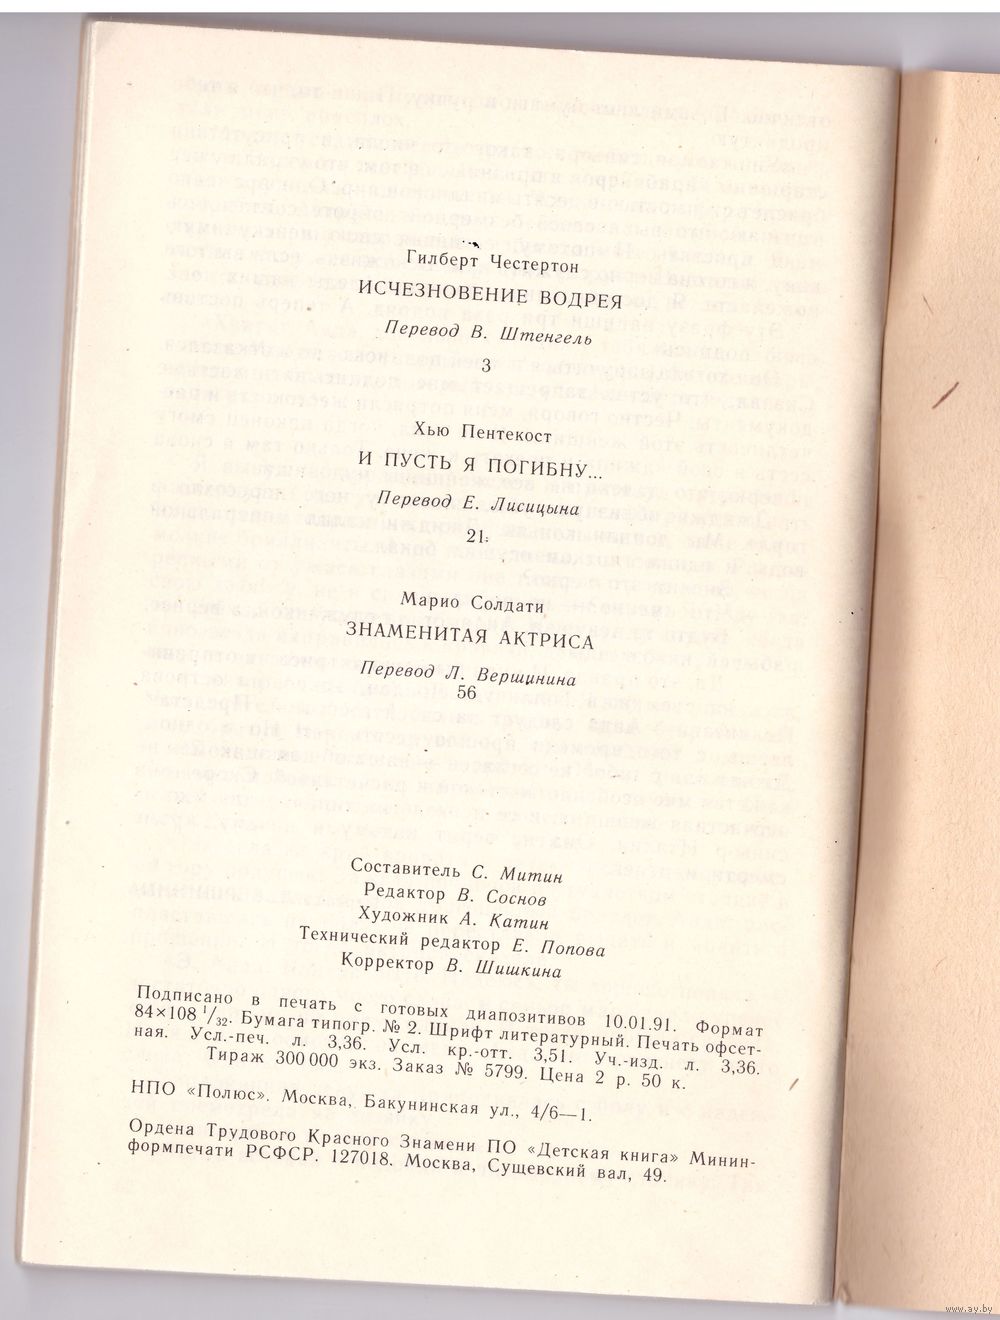 Гилберт Честертон
ИСЧЕЗНОВЕНИЕ ВОДРЕЯ
Перевод В. Штенгель
3
Хью Пентекост
И ПУСТЬ Я ПОГИБНУ...
Перевод Е. Лисицына
21
Марио Солдати
ЗНАМЕНИТАЯ АКТРИСА
Перевод Л. Вершинина
56
Составитель С. Митин
Редактор В. Соснов
Художник А. Катин
Технический редактор Е. Попова
Корректор В. Шишкина
Подписано в печать с готовых диапозитивов 10.01.91. Формат
84×108 1/32. Бумага типогр. № 2. Шрифт литературный. Печать офсет-
ная. Усл.-печ. л. 3,36. Усл. кр.-отт. 3,51. Уч.-изд. л. 3,36.
Тираж 300 000 экз. Заказ № 5799. Цена 2 р. 50 к.
НПО «Полюс». Москва, Бакунинская ул., 4/6—1.
Ордена Трудового Красного Знамени ПО «Детская книга» Минин-
формпечати РСФСР. 127018. Москва, Сущевский вал, 49.
www.ay.by